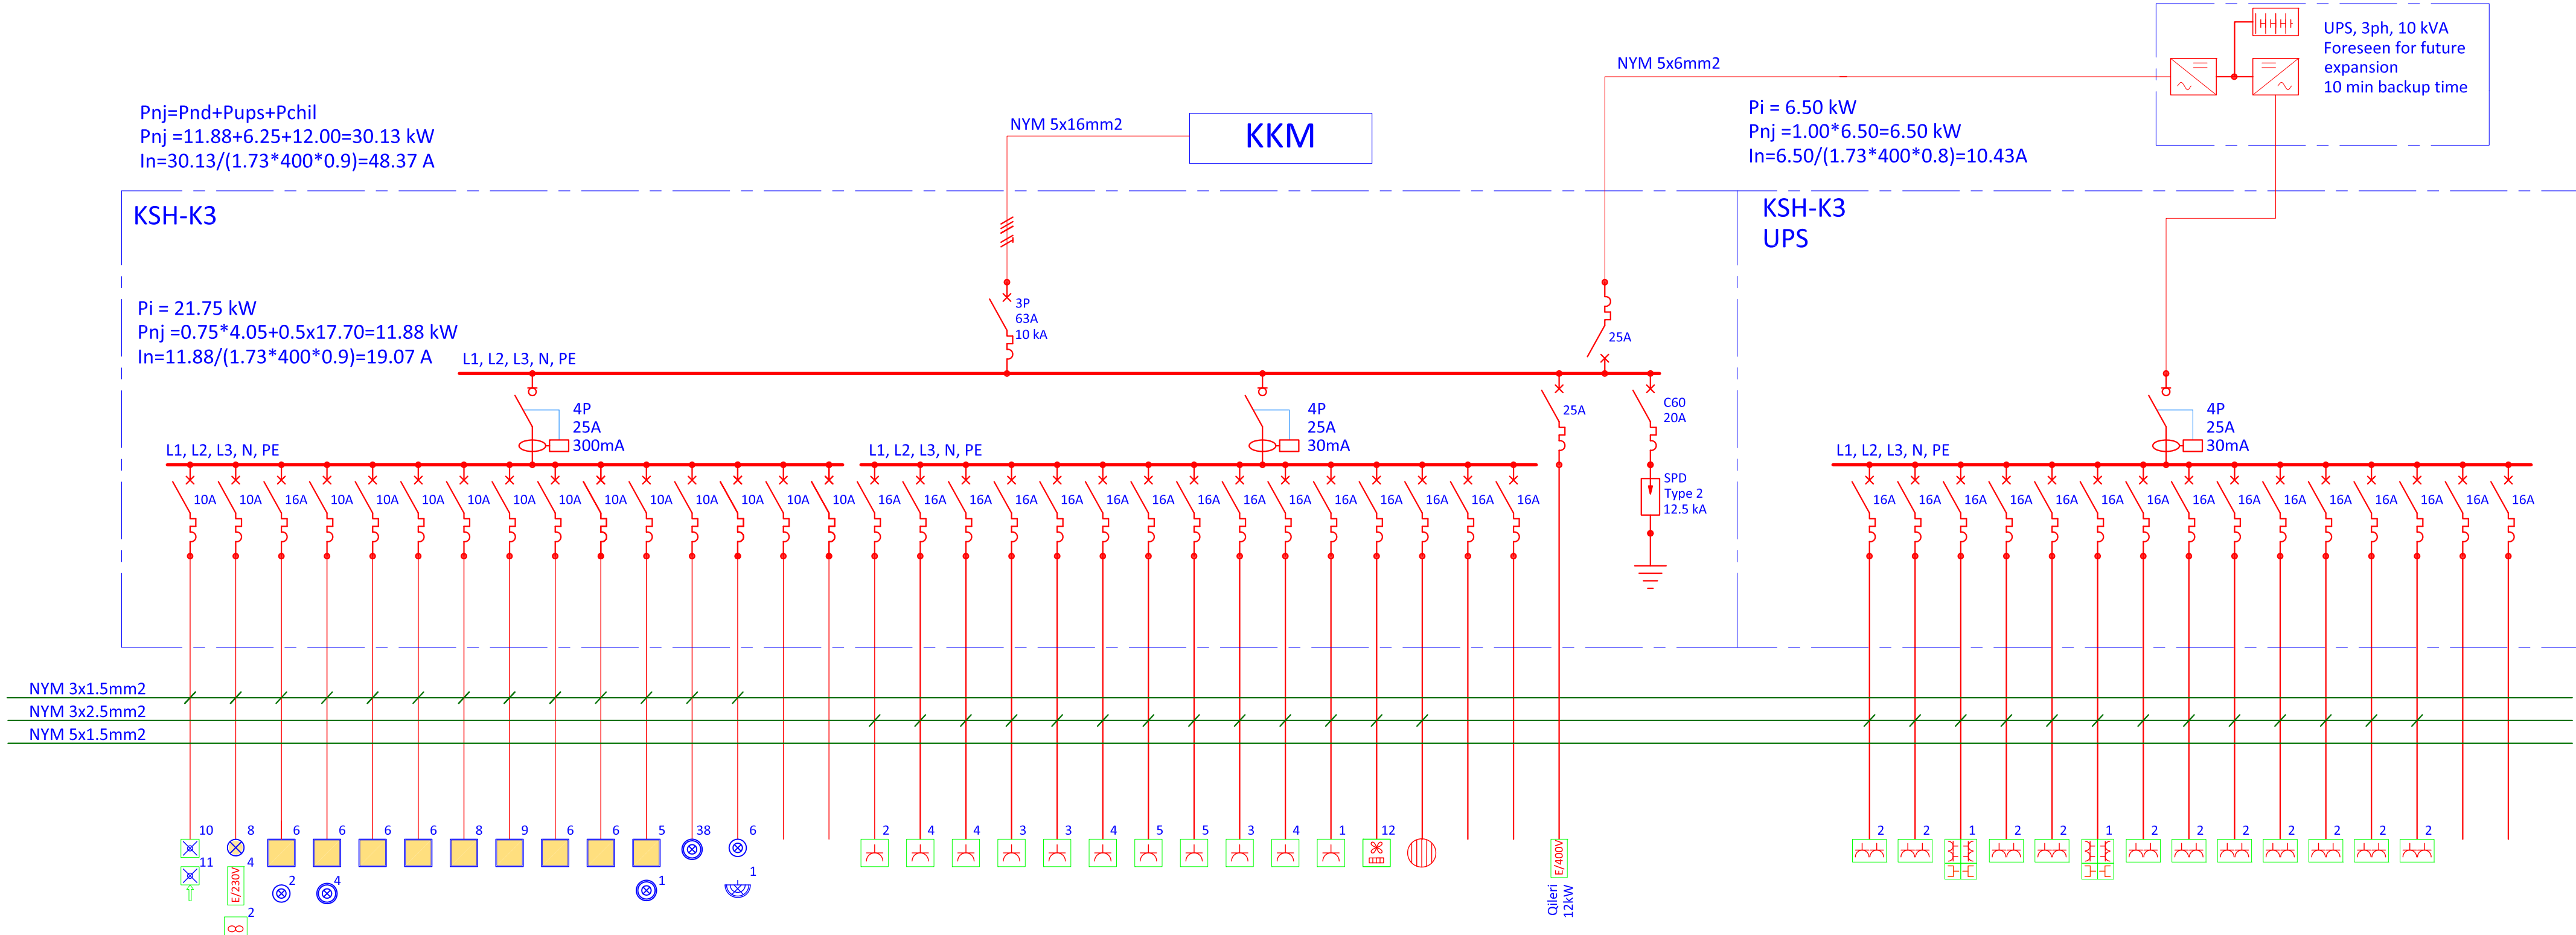 UPS, 3ph, 10 kVA
Foreseen for future
expansion
10 min backup time
NYM 5x6mm2
Pnj=Pnd+Pups+Pchil
Pnj =11.88+6.25+12.00=30.13 kW
In=30.13/(1.73*400*0.9)=48.37 A
NYM 5x16mm2
KKM
Pi = 6.50 kW
Pnj =1.00*6.50=6.50 kW
In=6.50/(1.73*400*0.8)=10.43A
KSH-K3
KSH-K3
UPS
Pi = 21.75 kW
Pnj =0.75*4.05+0.5x17.70=11.88 kW
In=11.88/(1.73*400*0.9)=19.07 A
3P
63A
10 kA
25A
L1, L2, L3, N, PE
4P
25A
300mA
4P
25A
30mA
25A
C60
20A
4P
25A
30mA
L1, L2, L3, N, PE
L1, L2, L3, N, PE
L1, L2, L3, N, PE
10A 10A 16A 10A 10A 10A 10A 10A 10A 10A 10A 10A 10A 10A 10A 16A 16A 16A 16A 16A 16A 16A 16A 16A 16A 16A 16A 16A 16A 16A
SPD
Type 2
12.5 kA
16A 16A 16A 16A 16A 16A 16A 16A 16A 16A 16A 16A 16A 16A 16A
NYM 3x1.5mm2
NYM 3x2.5mm2
NYM 5x1.5mm2
10 8 6 6 6 6 8 9 6 6 5 38 6 2 4 4 3 3 4 5 5 3 4 1 12 2 2 1 2 2 1 2 2 2 2 2 2 2
11 4
2 4 1 1
E/230V
2
E/400V
Qileri
12kW